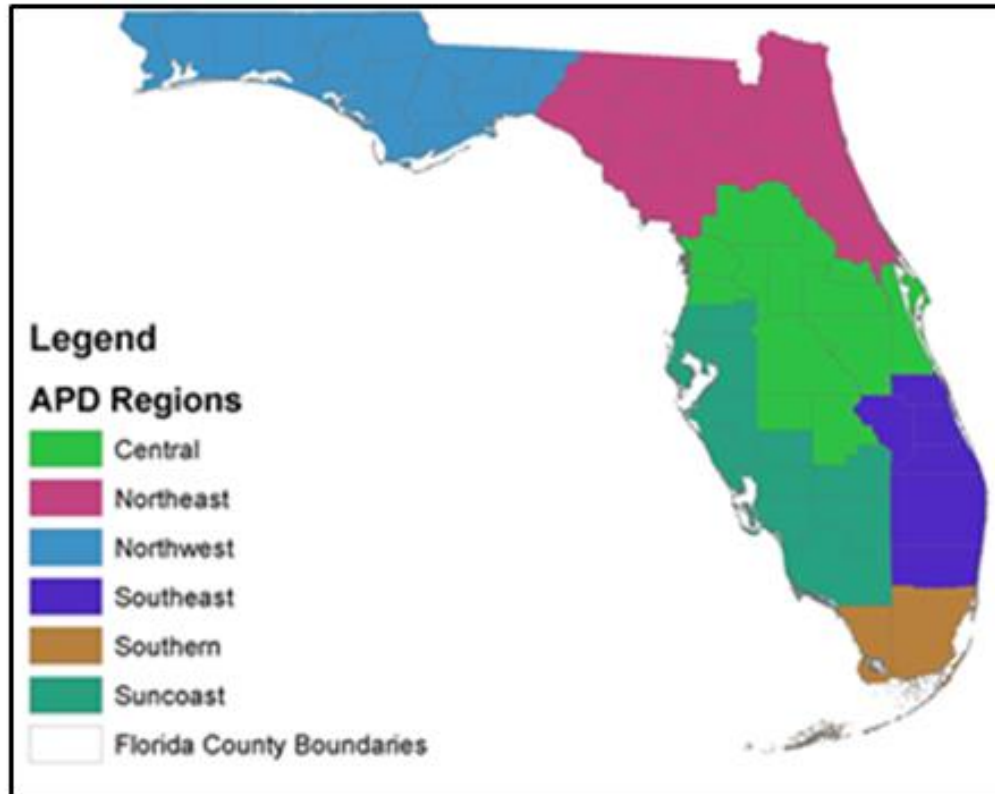 Legend
APD Regions
Central
Northeast
Northwest
Southeast
Southern
Suncoast
Florida County Boundaries